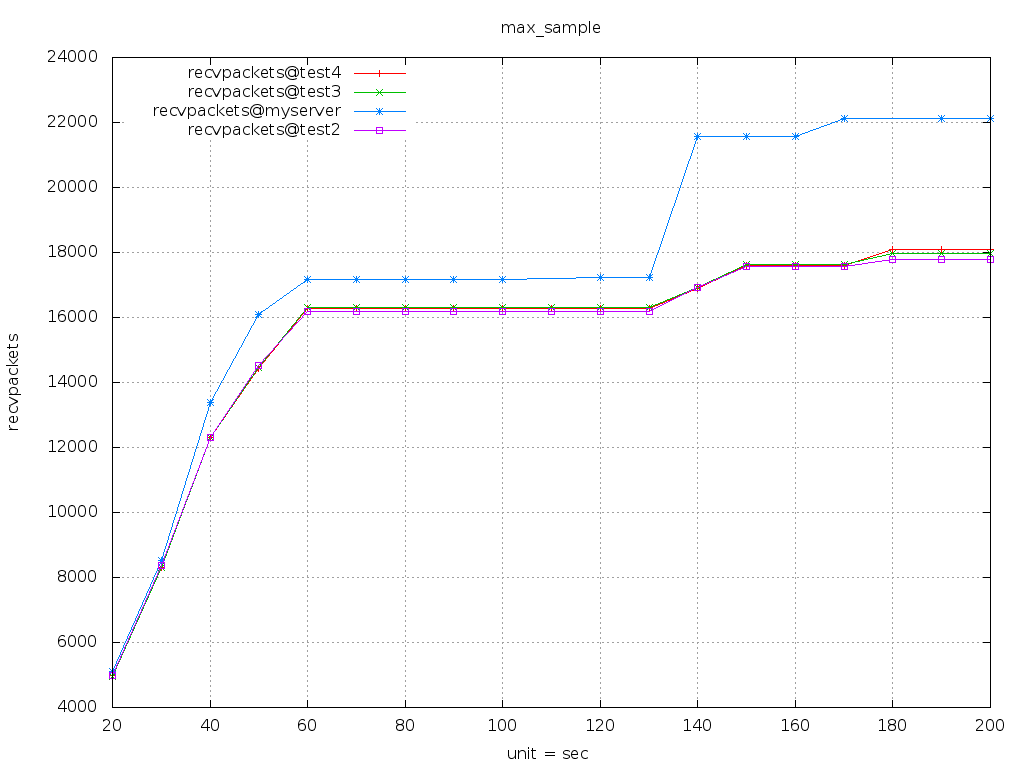 max_sample
24000
22000
20000
18000
16000
14000
12000
10000
8000
6000
4000
recvpackets@test4
recvpackets@test3
recvpackets@myserver
recvpackets@test2
recvpackets
20 40 60 80 100 120 140 160 180 200
unit = sec